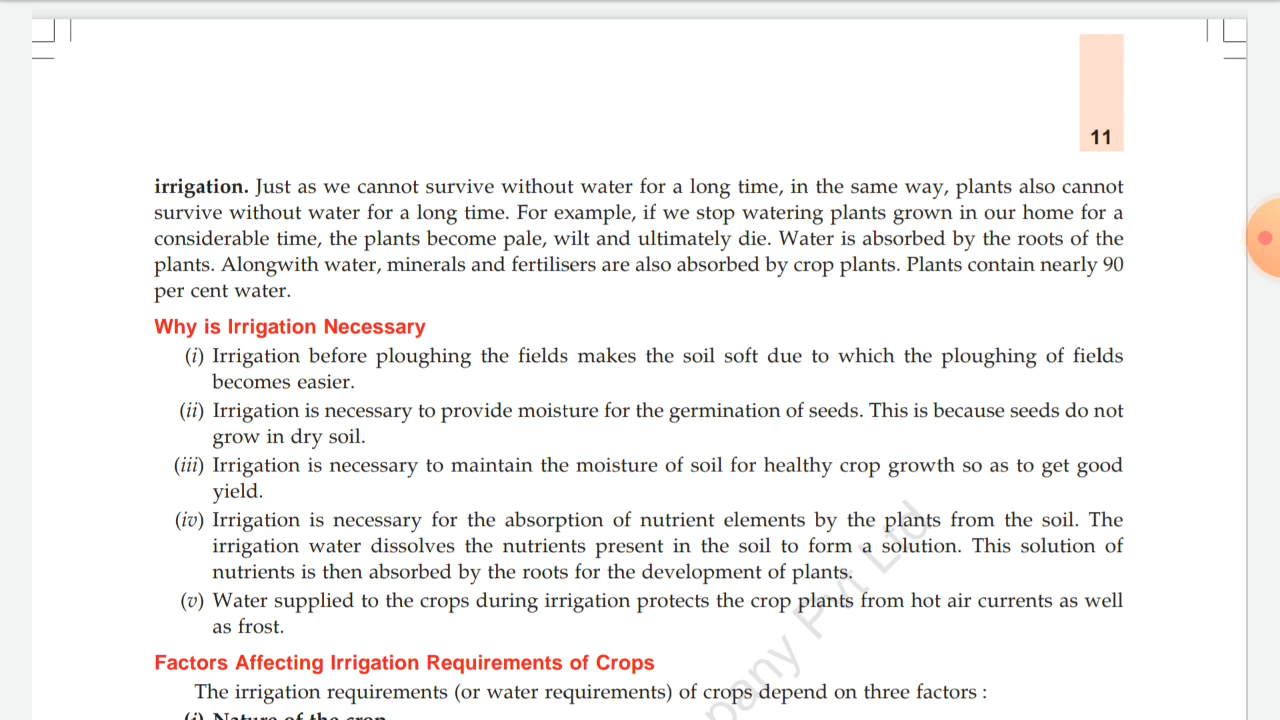 11
irrigation. Just as we cannot survive without water for a long time, in the same way, plants also cannot
survive without water for a long time. For example, if we stop watering plants grown in our home for a
considerable time, the plants become pale, wilt and ultimately die. Water is absorbed by the roots of the
plants. Alongwith water, minerals and fertilisers are also absorbed by crop plants. Plants contain nearly 90
per cent water.
Why is Irrigation Necessary
(i) Irrigation before ploughing the fields makes the soil soft due to which the ploughing of fields
becomes easier.
(ii) Irrigation is necessary to provide moisture for the germination of seeds. This is because seeds do not
grow in dry soil.
(iii) Irrigation is necessary to maintain the moisture of soil for healthy crop growth so as to get good
yield.
(iv) Irrigation is necessary for the absorption of nutrient elements by the plants from the soil. The
irrigation water dissolves the nutrients present in the soil to form a solution. This solution of
nutrients is then absorbed by the roots for the development of plants.
(v) Water supplied to the crops during irrigation protects the crop plants from hot air currents as well
as frost.
Factors Affecting Irrigation Requirements of Crops
The irrigation requirements (or water requirements) of crops depend on three factors :
(i) Nature of the crop
pany Pvt Ltd